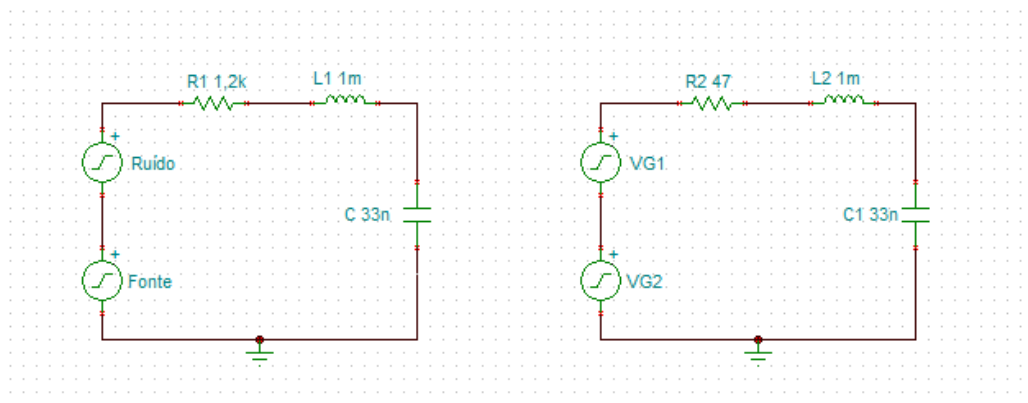 R1 1,2k
L1 1m
+
Ruído
C 33n
+
Fonte
R2 47
L2 1m
+
VG1
C1 33n
+
VG2